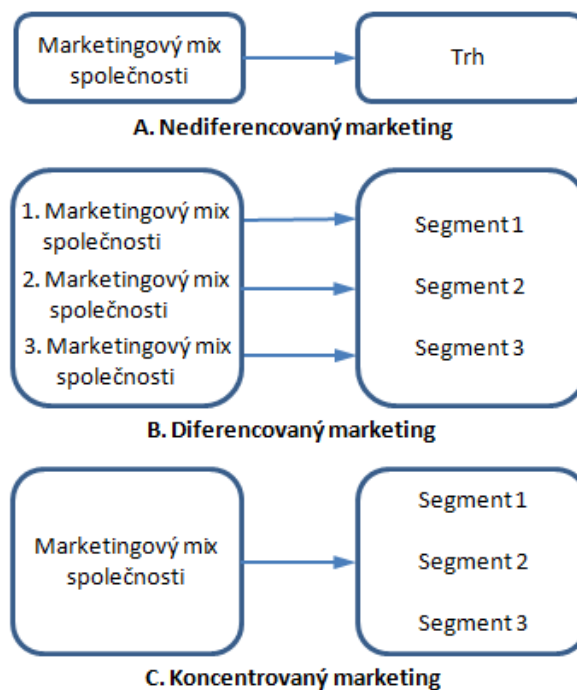 Marketingový mix
společnosti
Trh
A. Nediferencovaný marketing
1. Marketingový mix
společnosti
2. Marketingový mix
společnosti
3. Marketingový mix
společnosti
Segment 1
Segment 2
Segment 3
B. Diferencovaný marketing
Marketingový mix
společnosti
Segment 1
Segment 2
Segment 3
C. Koncentrovaný marketing